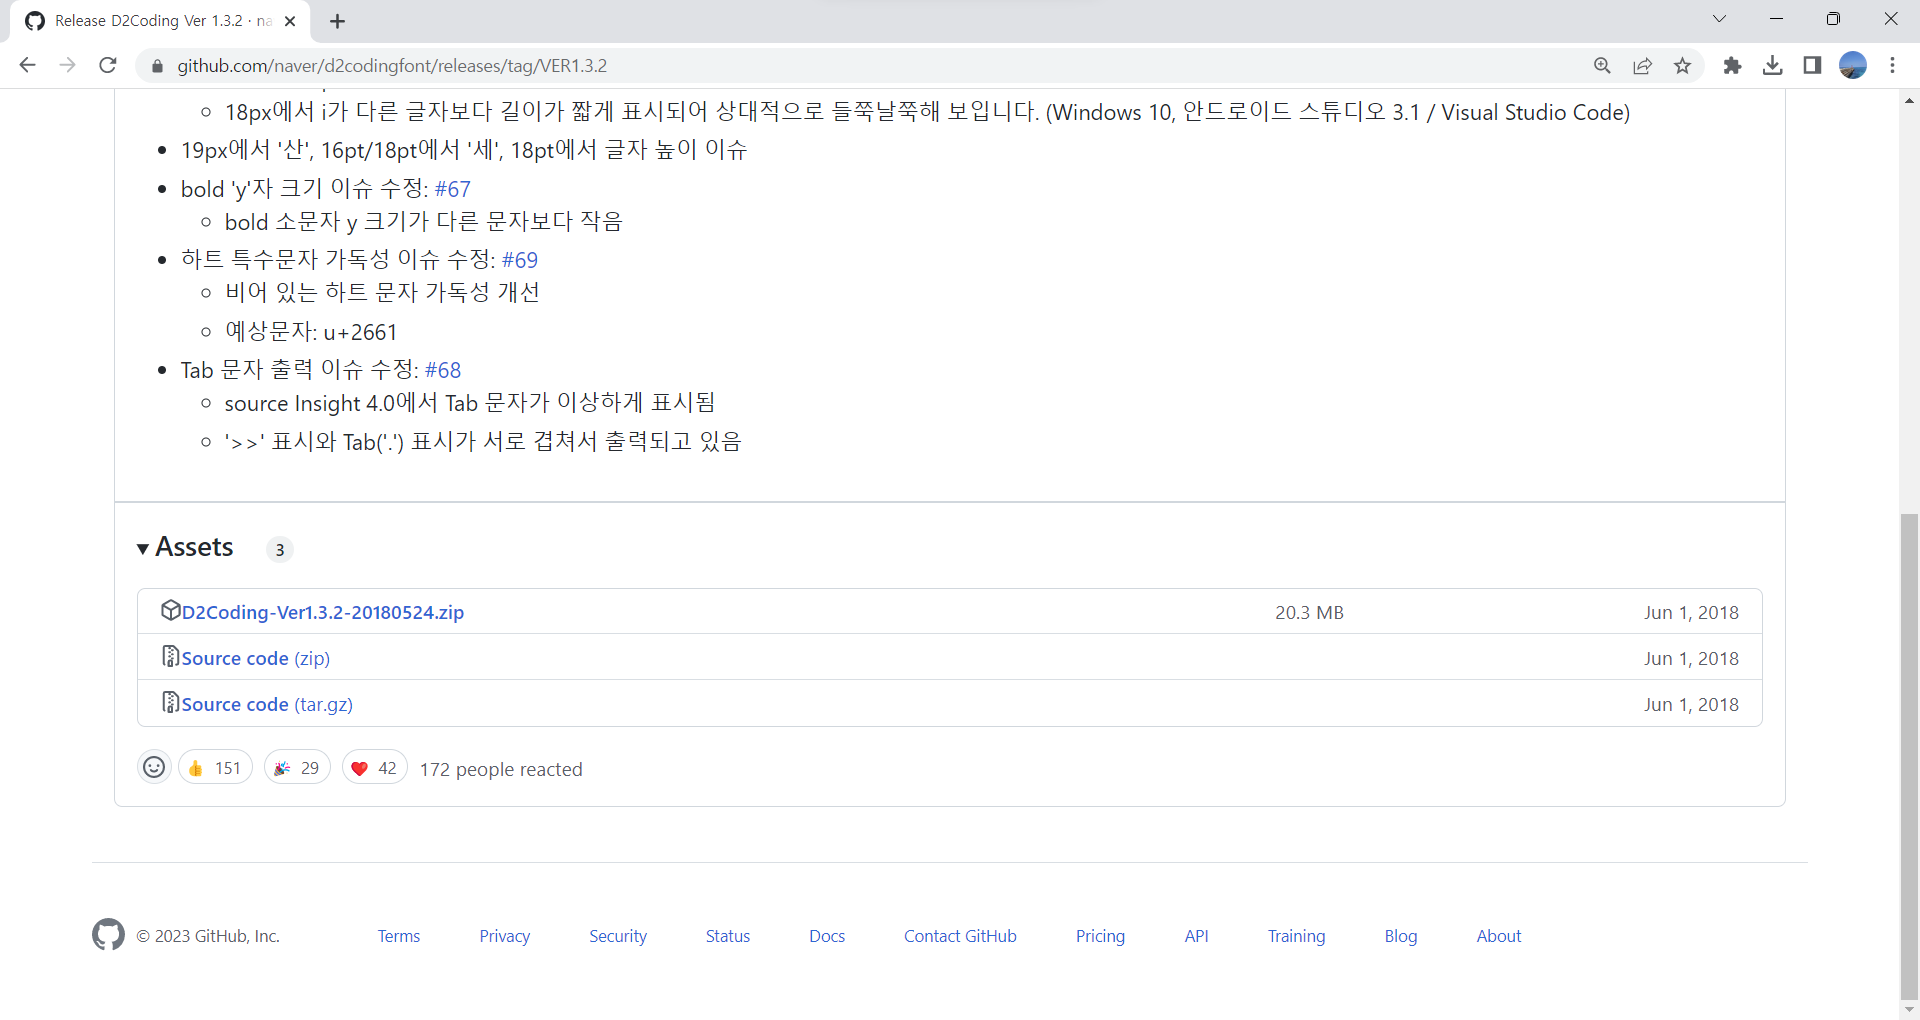 Release D2Coding Ver 1.3.2 · na
github.com/naver/d2codingfont/releases/tag/VER1.3.2
18px에서 i가 다른 글자보다 길이가 짧게 표시되어 상대적으로 들쭉날쭉해 보입니다. (Windows 10, 안드로이드 스튜디오 3.1 / Visual Studio Code)
19px에서 '산', 16pt/18pt에서 '세', 18pt에서 글자 높이 이슈
bold 'y'자 크기 이슈 수정: #67
bold 소문자 y 크기가 다른 문자보다 작음
하트 특수문자 가독성 이슈 수정: #69
비어 있는 하트 문자 가독성 개선
예상문자: u+2661
Tab 문자 출력 이슈 수정: #68
source Insight 4.0에서 Tab 문자가 이상하게 표시됨
'>>' 표시와 Tab('.') 표시가 서로 겹쳐서 출력되고 있음
Assets 3
D2Coding-Ver1.3.2-20180524.zip 20.3 MB Jun 1, 2018
Source code (zip) Jun 1, 2018
Source code (tar.gz) Jun 1, 2018
👍 151 🎉 29 ❤️ 42 172 people reacted
© 2023 GitHub, Inc. Terms Privacy Security Status Docs Contact GitHub Pricing API Training Blog About